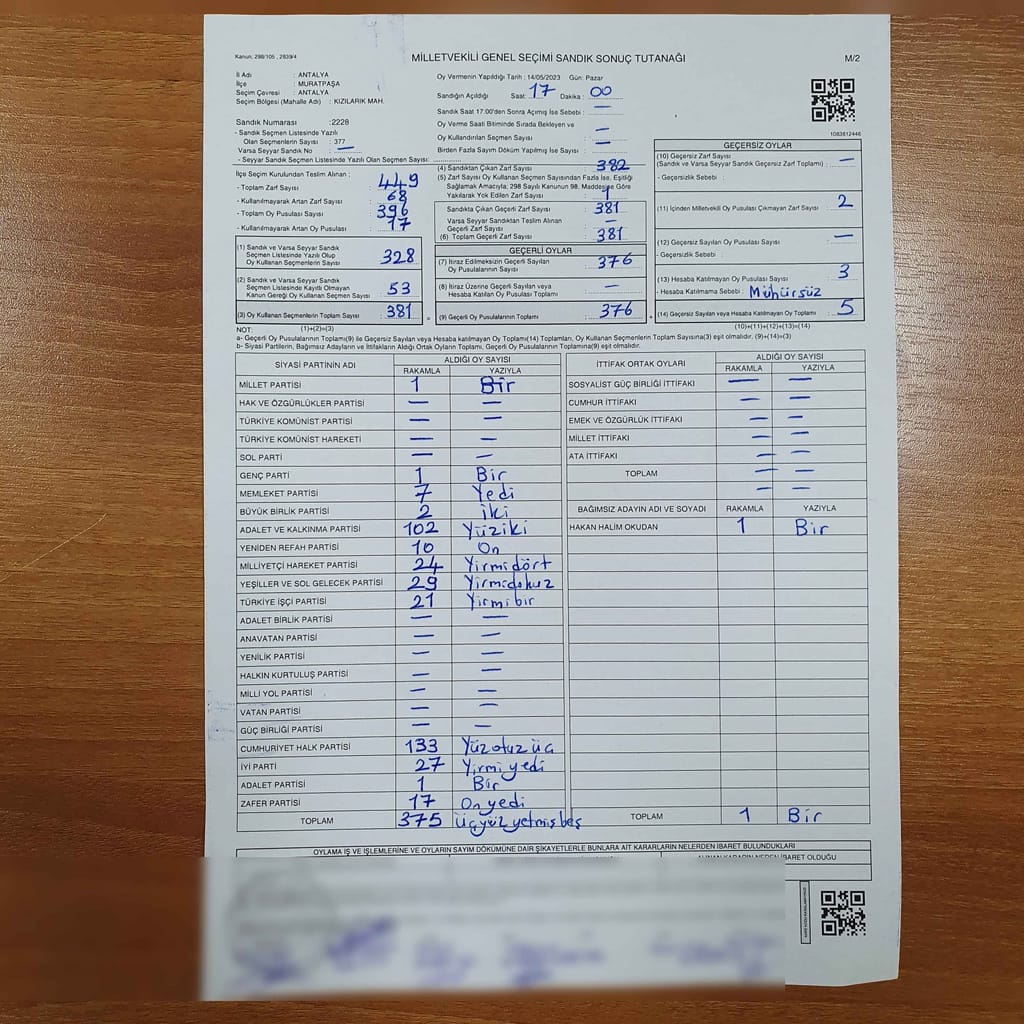 Kanun; 298/105 , 2839/4
MİLLETVEKİLİ GENEL SEÇİMİ SANDIK SONUÇ TUTANAĞI
M/2
İl Adı : ANTALYA
İlçe : MURATPAŞA
Seçim Çevresi : ANTALYA
Seçim Bölgesi (Mahalle Adı) : KIZILARIK MAH.
Sandık Numarası :2228
- Sandık Seçmen Listesinde Yazılı
Olan Seçmenlerin Sayısı : 377
Varsa Seyyar Sandık No : —
- Seyyar Sandık Seçmen Listesinde Yazılı Olan Seçmen Sayısı:
İlçe Seçim Kurulundan Teslim Alınan ;
- Toplam Zarf Sayısı : 449
- Kullanılmayarak Artan Zarf Sayısı : 68
- Toplam Oy Pusulası Sayısı : 396
- Kullanılmayarak Artan Oy Pusulası : 17
Oy Vermenin Yapıldığı Tarih : 14/05/2023 Gün: Pazar
Sandığın Açıldığı Saat: 17 Dakika : 00
Sandık Saat 17:00'den Sonra Açılmış İse Sebebi : —
Oy Verme Saati Bitiminde Sırada Bekleyen ve
Oy Kullandırılan Seçmen Sayısı : —
Birden Fazla Sayım Döküm Yapılmış İse Sayısı : —
(4) Sandıktan Çıkan Zarf Sayısı : 382
(5) Zarf Sayısı Oy Kullanan Seçmen Sayısından Fazla İse, Eşitliği
Sağlamak Amacıyla; 298 Sayılı Kanunun 98. Maddesine Göre
Yakılarak Yok Edilen Zarf Sayısı : 1
Sandıkta Çıkan Geçerli Zarf Sayısı : 381
Varsa Seyyar Sandıktan Teslim Alınan
Geçerli Zarf Sayısı : —
(6) Toplam Geçerli Zarf Sayısı : 381
1083812446
GEÇERSİZ OYLAR
(10) Geçersiz Zarf Sayısı
(Sandık ve Varsa Seyyar Sandık Geçersiz Zarf Toplamı) : —
- Geçersizlik Sebebi :
(11) İçinden Milletvekili Oy Pusulası Çıkmayan Zarf Sayısı : 2
(12) Geçersiz Sayılan Oy Pusulası Sayısı : —
- Geçersizlik Sebebi :
(13) Hesaba Katılmayan Oy Pusulası Sayısı : 3
- Hesaba Katılmama Sebebi : Mühürsüz
(14) Geçersiz Sayılan veya Hesaba Katılmayan Oy Toplamı : 5
(10)+(11)+(12)+(13)=(14)
(1) Sandık ve Varsa Seyyar Sandık
Seçmen Listesinde Yazılı Olup
Oy Kullanan Seçmenlerin Sayısı : 328
(2) Sandık ve Varsa Seyyar Sandık
Seçmen Listesinde Kayıtlı Olmayan
Kanun Gereği Oy Kullanan Seçmen Sayısı : 53
(3) Oy Kullanan Seçmenlerin Toplam Sayısı : 381
(1)+(2)=(3)
GEÇERLİ OYLAR
(7) İtiraz Edilmeksizin Geçerli Sayılan
Oy Pusulalarının Sayısı : 376
(8) İtiraz Üzerine Geçerli Sayılan veya
Hesaba Katılan Oy Pusulası Toplamı : —
(9) Geçerli Oy Pusulalarının Toplamı : 376
NOT:
a- Geçerli Oy Pusulalarının Toplamı(9) ile Geçersiz Sayılan veya Hesaba katılmayan Oy Toplamı(14) Toplamları, Oy Kullanan Seçmenlerin Toplam Sayısına(3) eşit olmalıdır. (9)+(14)=(3)
b- Siyasi Partilerin, Bağımsız Adayların ve İttifakların Aldığı Ortak Oyların Toplamı, Geçerli Oy Pusulalarının Toplamına(9) eşit olmalıdır.
SİYASİ PARTİNİN ADI ALDIĞI OY SAYISI
RAKAMLA YAZIYLA
MİLLET PARTİSİ 1 Bir
HAK VE ÖZGÜRLÜKLER PARTİSİ — —
TÜRKİYE KOMÜNİST PARTİSİ — —
TÜRKİYE KOMÜNİST HAREKETİ — —
SOL PARTİ — —
GENÇ PARTİ 1 Bir
MEMLEKET PARTİSİ 7 Yedi
BÜYÜK BİRLİK PARTİSİ 2 iki
ADALET VE KALKINMA PARTİSİ 102 Yüziki
YENİDEN REFAH PARTİSİ 10 On
MİLLİYETÇİ HAREKET PARTİSİ 24 Yirmidört
YEŞİLLER VE SOL GELECEK PARTİSİ 29 Yirmidokuz
TÜRKİYE İŞÇİ PARTİSİ 21 Yirmibir
ADALET BİRLİK PARTİSİ — —
ANAVATAN PARTİSİ — —
YENİLİK PARTİSİ — —
HALKIN KURTULUŞ PARTİSİ — —
MİLLİ YOL PARTİSİ — —
VATAN PARTİSİ — —
GÜÇ BİRLİĞİ PARTİSİ — —
CUMHURİYET HALK PARTİSİ 133 Yüzotuzüç
İYİ PARTİ 27 Yirmiyedi
ADALET PARTİSİ 1 Bir
ZAFER PARTİSİ 17 Onyedi
TOPLAM 375 üçyüzyetmişbeş
İTTİFAK ORTAK OYLARI ALDIĞI OY SAYISI
RAKAMLA YAZIYLA
SOSYALİST GÜÇ BİRLİĞİ İTTİFAKI — —
CUMHUR İTTİFAKI — —
EMEK VE ÖZGÜRLÜK İTTİFAKI — —
MİLLET İTTİFAKI — —
ATA İTTİFAKI — —
TOPLAM — —
— —
BAĞIMSIZ ADAYIN ADI VE SOYADI RAKAMLA YAZIYLA
HAKAN HALİM OKUDAN 1 Bir
TOPLAM 1 Bir
OYLAMA İŞ VE İŞLEMLERİNE VE OYLARIN SAYIM DÖKÜMÜNE DAİR ŞİKAYETLERLE BUNLARA AİT KARARLARIN NELERDEN İBARET BULUNDUKLARI
ALINAN KARARIN NEDEN İBARET OLDUĞU